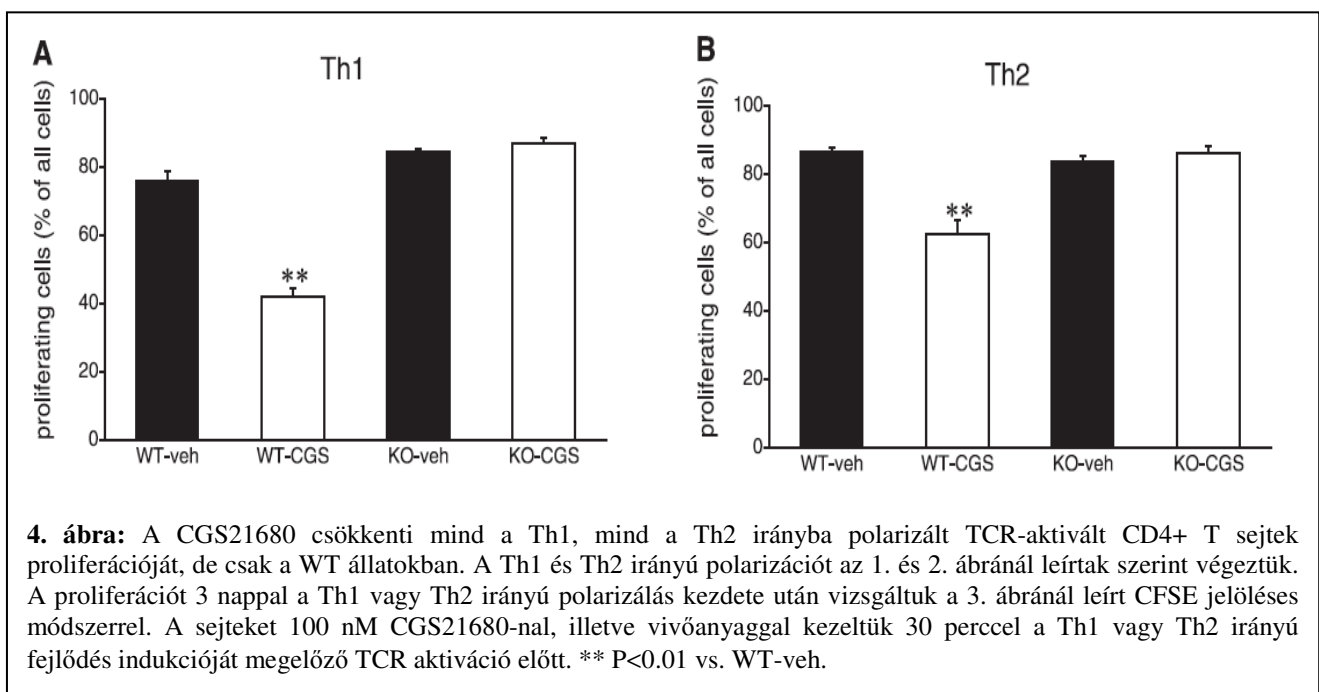 A
Th1
proliferating cells (% of all cells)
100
80
60
40
20
0
**
WT-veh
WT-CGS
KO-veh
KO-CGS
B
Th2
proliferating cells (% of all cells)
100
80
60
40
20
0
**
WT-veh
WT-CGS
KO-veh
KO-CGS
4. ábra: A CGS21680 csökkenti mind a Th1, mind a Th2 irányba polarizált TCR-aktivált CD4+ T sejtek
proliferációját, de csak a WT állatokban. A Th1 és Th2 irányú polarizációt az 1. és 2. ábránál leírtak szerint végeztük.
A proliferációt 3 nappal a Th1 vagy Th2 irányú polarizálás kezdete után vizsgáltuk a 3. ábránál leírt CFSE jelöléses
módszerrel. A sejteket 100 nM CGS21680-nal, illetve vivőanyaggal kezeltük 30 perccel a Th1 vagy Th2 irányú
fejlődés indukcióját megelőző TCR aktiváció előtt. ** P<0.01 vs. WT-veh.